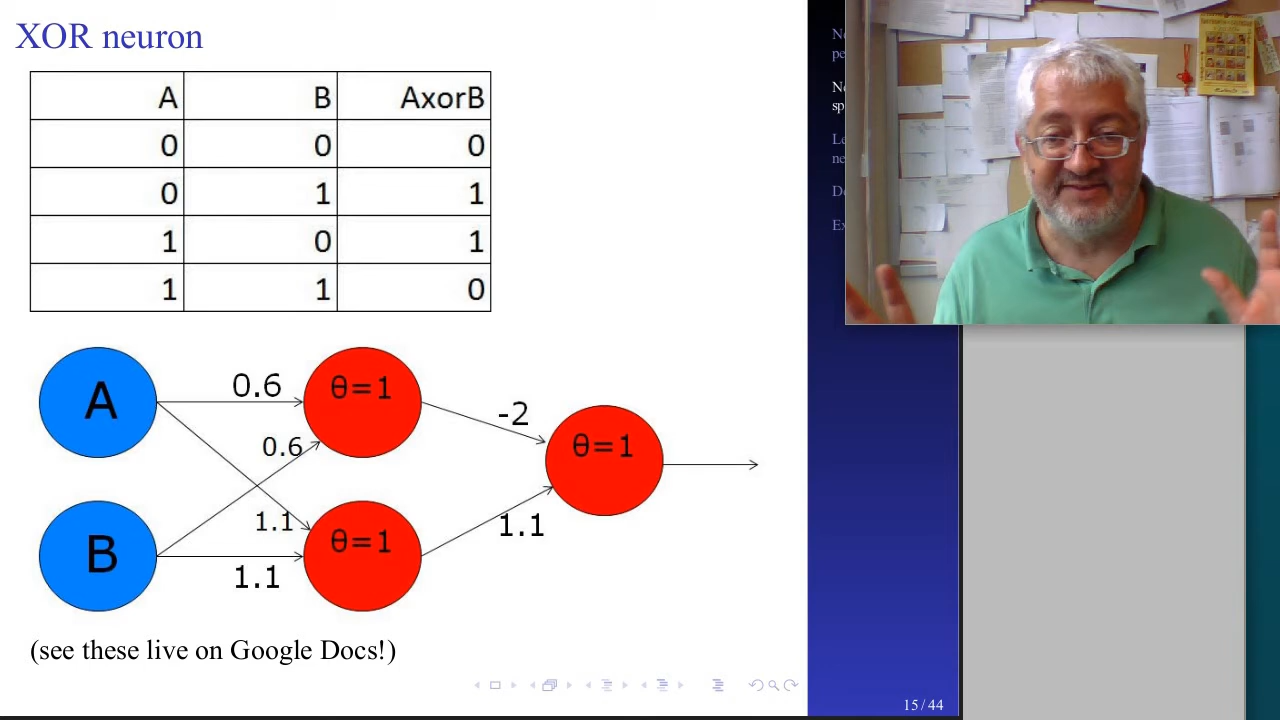 XOR neuron
A B AxorB
0 0 0
0 1 1
1 0 1
1 1 0
A 0.6 θ=1 -2
0.6 θ=1
1.1 1.1
B θ=1
1.1
(see these live on Google Docs!)
15 / 44